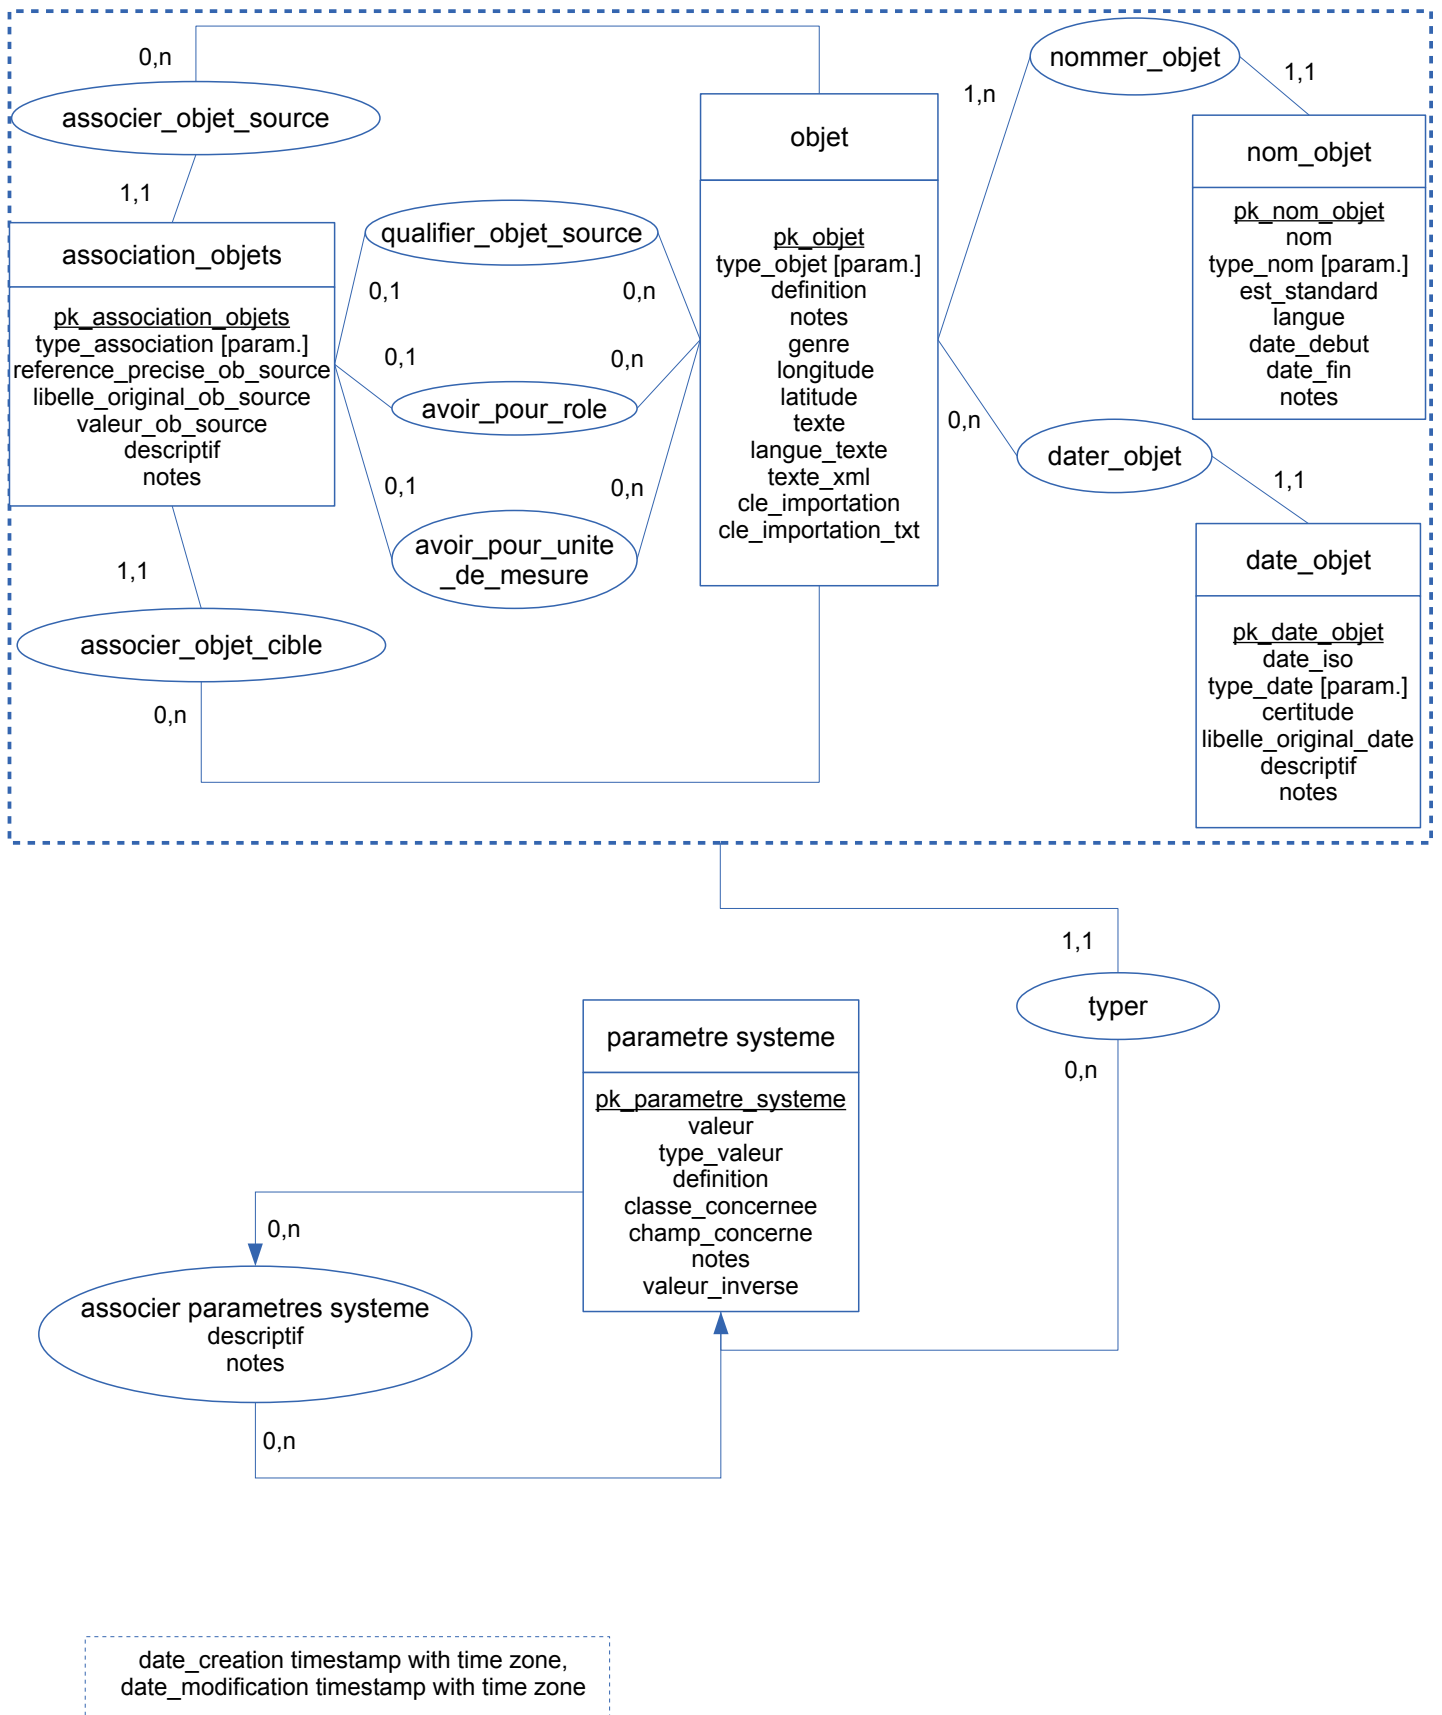 0,n
associer_objet_source
1,1
association_objets
pk_association_objets
type_association [param.]
reference_precise_ob_source
libelle_original_ob_source
valeur_ob_source
descriptif
notes
1,1
associer_objet_cible
0,n
qualifier_objet_source
0,1
0,n
0,1
0,n
avoir_pour_role
0,1
0,n
avoir_pour_unite
_de_mesure
objet
pk_objet
type_objet [param.]
definition
notes
genre
longitude
latitude
texte
langue_texte
texte_xml
cle_importation
cle_importation_txt
nommer_objet
1,n
1,1
nom_objet
pk_nom_objet
nom
type_nom [param.]
est_standard
langue
date_debut
date_fin
notes
0,n
dater_objet
1,1
date_objet
pk_date_objet
date_iso
type_date [param.]
certitude
libelle_original_date
descriptif
notes
1,1
typer
0,n
parametre systeme
pk_parametre_systeme
valeur
type_valeur
definition
classe_concernee
champ_concerne
notes
valeur_inverse
0,n
associer parametres systeme
descriptif
notes
0,n
date_creation timestamp with time zone,
date_modification timestamp with time zone